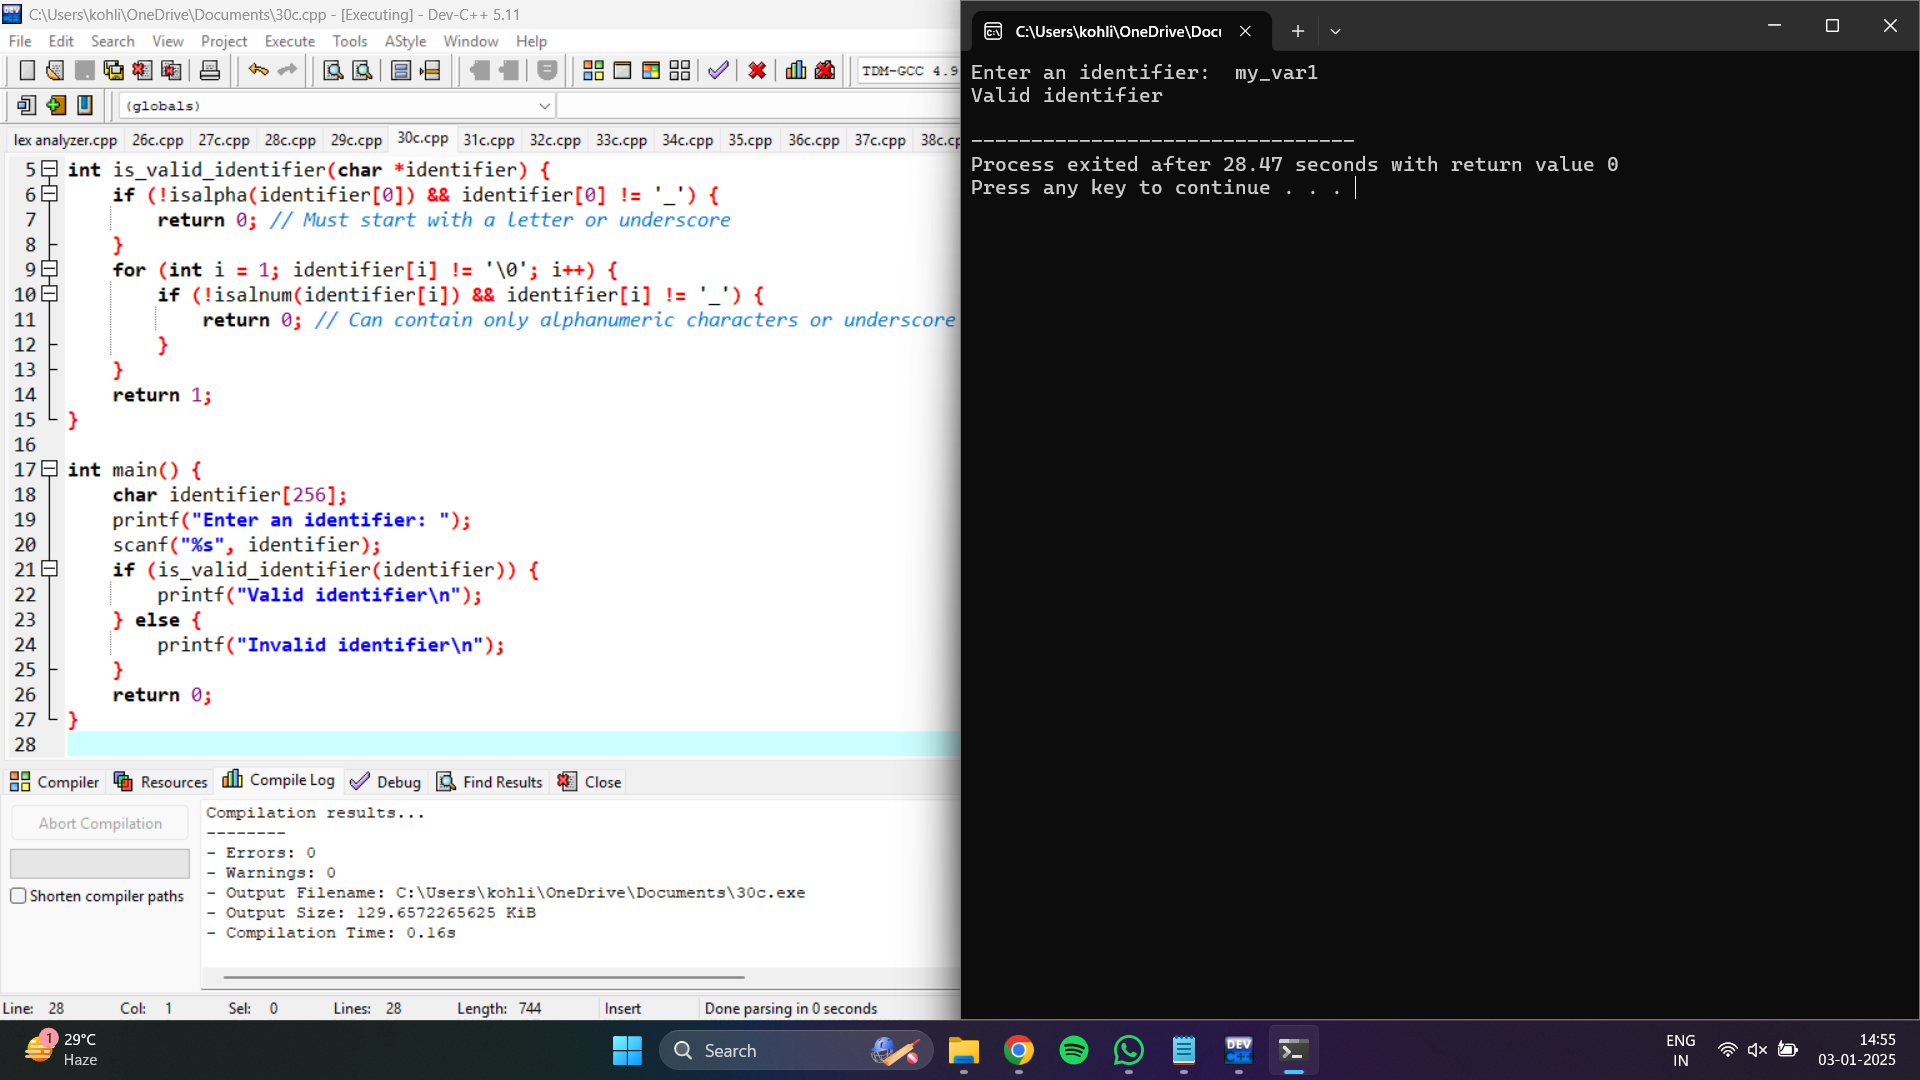 C:\Users\kohli\OneDrive\Documents\30c.cpp - [Executing] - Dev-C++ 5.11
File Edit Search View Project Execute Tools AStyle Window Help
TDM-GCC 4.9
(globals)
lex analyzer.cpp 26c.cpp 27c.cpp 28c.cpp 29c.cpp 30c.cpp 31c.cpp 32c.cpp 33c.cpp 34c.cpp 35.cpp 36c.cpp 37c.cpp 38c.cp
5 int is_valid_identifier(char *identifier) {
6 if (!isalpha(identifier[0]) && identifier[0] != '_') {
7 return 0; // Must start with a letter or underscore
8 }
9 for (int i = 1; identifier[i] != '\0'; i++) {
10 if (!isalnum(identifier[i]) && identifier[i] != '_') {
11 return 0; // Can contain only alphanumeric characters or underscore
12 }
13 }
14 return 1;
15 }
16
17 int main() {
18 char identifier[256];
19 printf("Enter an identifier: ");
20 scanf("%s", identifier);
21 if (is_valid_identifier(identifier)) {
22 printf("Valid identifier\n");
23 } else {
24 printf("Invalid identifier\n");
25 }
26 return 0;
27 }
28
Compiler Resources Compile Log Debug Find Results Close
Abort Compilation
Shorten compiler paths
Compilation results...
--------
- Errors: 0
- Warnings: 0
- Output Filename: C:\Users\kohli\OneDrive\Documents\30c.exe
- Output Size: 129.6572265625 KiB
- Compilation Time: 0.16s
Line: 28 Col: 1 Sel: 0 Lines: 28 Length: 744 Insert Done parsing in 0 seconds
C:\Users\kohli\OneDrive\Docu
Enter an identifier:  my_var1
Valid identifier
--------------------------------
Process exited after 28.47 seconds with return value 0
Press any key to continue . . .
1
29°C
Haze
Search
DEV
C++
ENG
IN
14:55
03-01-2025